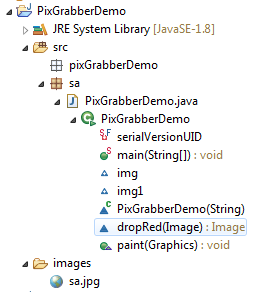 PixGrabberDemo
JRE System Library [JavaSE-1.8]
src
pixGrabberDemo
sa
PixGrabberDemo.java
PixGrabberDemo
serialVersionUID
main(String[]) : void
img
img1
PixGrabberDemo(String)
dropRed(Image) : Image
paint(Graphics) : void
images
sa.jpg